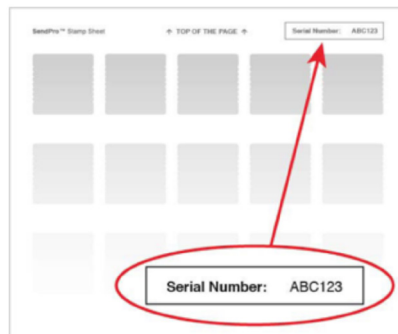 SendPro™ Stamp Sheet ↑ TOP OF THE PAGE ↑ Serial Number: ABC123
Serial Number: ABC123